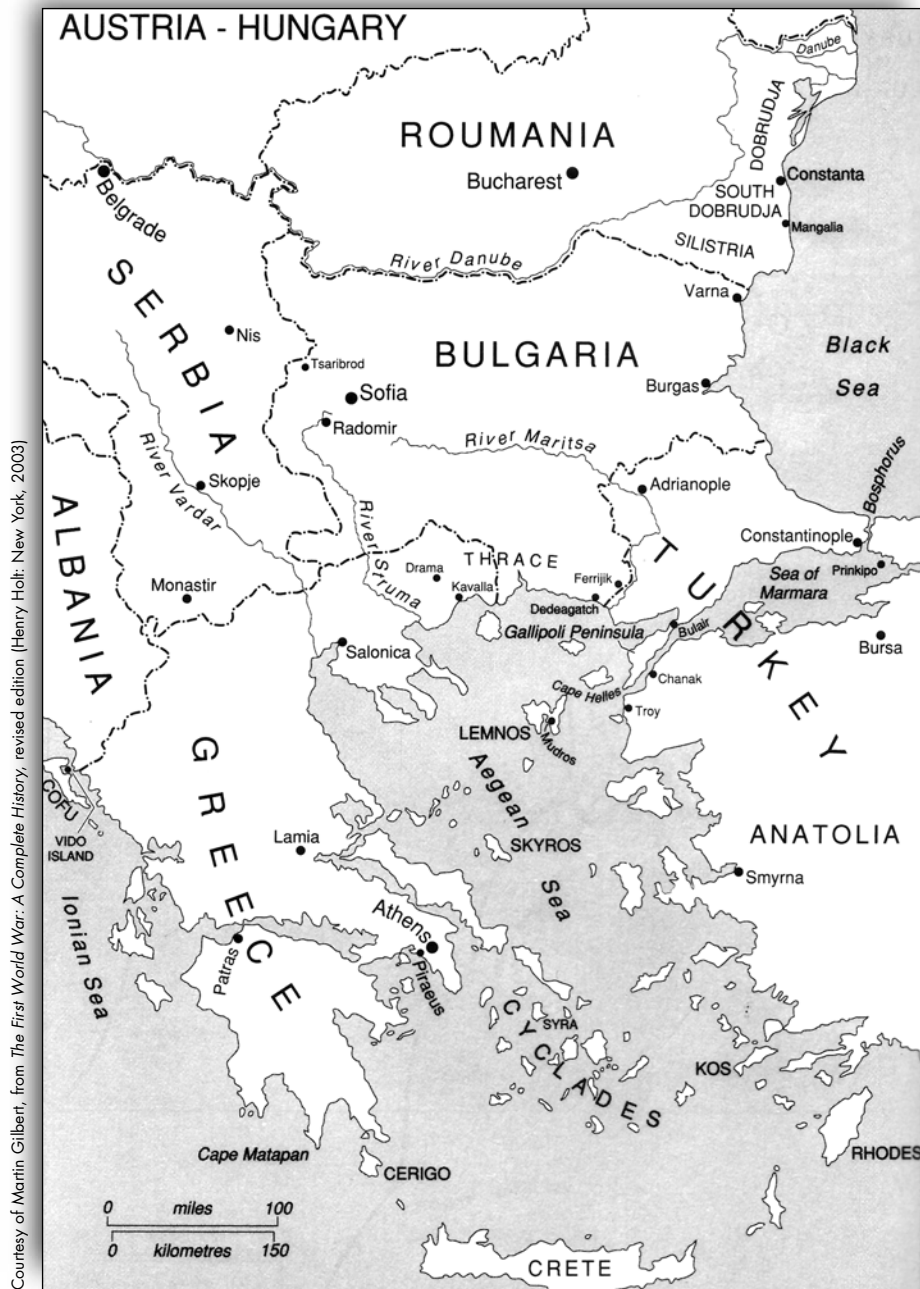 AUSTRIA - HUNGARY
Danube
DOBRUDJA
ROUMANIA
Bucharest
Constanta
SOUTH
DOBRUDJA
Mangalia
SILISTRIA
Belgrade
River Danube
Varna
SERBIA
Nis
Tsaribrod
BULGARIA
Black
Sea
Sofia
Burgas
Radomir
River Maritsa
River Vardar
Skopje
Adrianople
Bosphorus
ALBANIA
River Struma
Constantinople
THRACE
TURKEY
Drama
Kavalla
Ferrijik
Sea of
Marmara
Prinkipo
Monastir
Dedeagatch
Gallipoli Peninsula
Bulair
Bursa
Salonica
Chanak
Cape Helles
Troy
LEMNOS
Mudros
GREECE
Aegean
Sea
COFU
VIDO
ISLAND
Lamia
SKYROS
ANATOLIA
Smyrna
Ionian Sea
Athens
Piraeus
Patras
CYCLADES
SYRA
KOS
Cape Matapan
CERIGO
RHODES
0 miles 100
0 kilometres 150
CRETE
Courtesy of Martin Gilbert, from The First World War: A Complete History, revised edition (Henry Holt: New York, 2003)